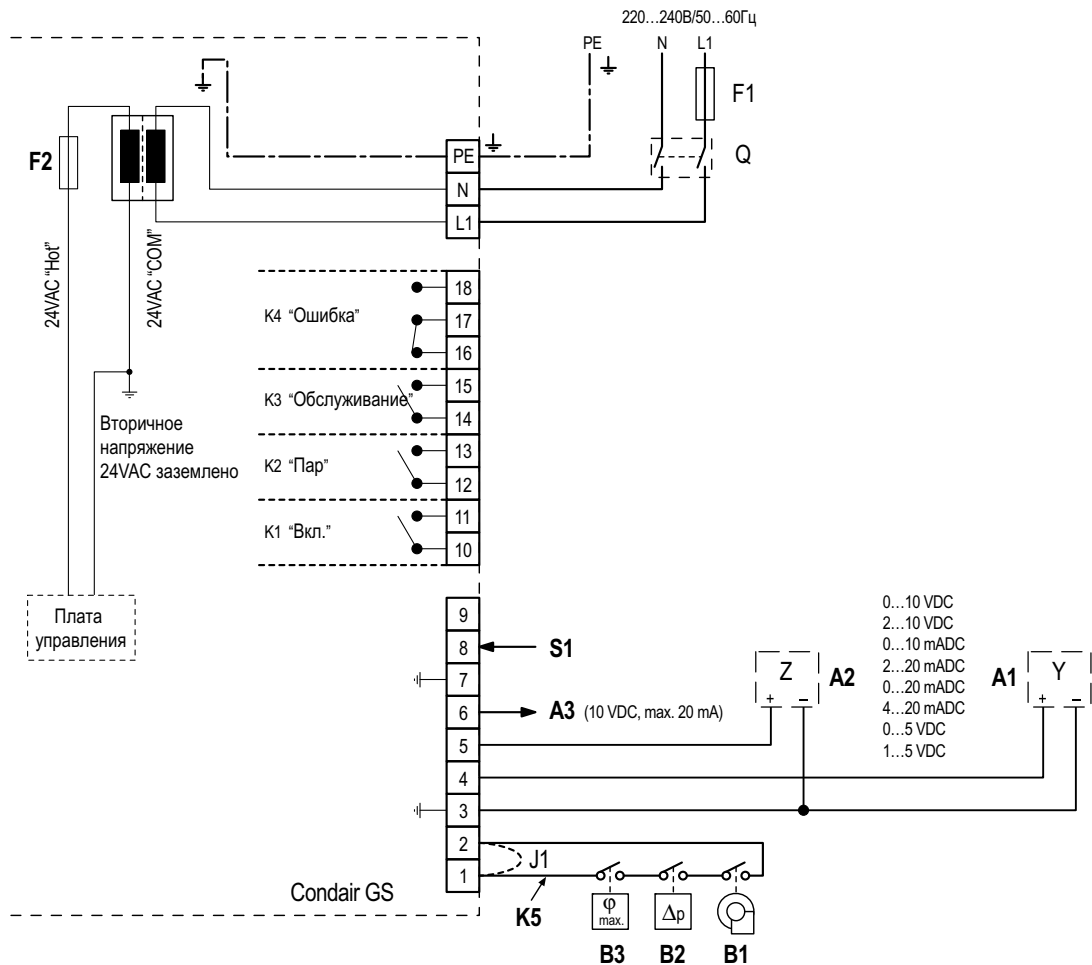 220...240В/50...60Гц
PE N L1
F1
F2
Q
PE
N
L1
24VAC "Hot"
24VAC "COM"
18
K4 "Ошибка"
17
16
15
K3 "Обслуживание"
14
13
K2 "Пар"
12
11
K1 "Вкл."
10
Вторичное
напряжение
24VAC заземлено
Плата
управления
9
8
S1
7
6
A3 (10 VDC, max. 20 mA)
5
4
3
2
1
0...10 VDC
2...10 VDC
0...10 mADC
2...20 mADC
0...20 mADC
4...20 mADC
0...5 VDC
1...5 VDC
Z
+ –
A2
A1
Y
+ –
J1
Condair GS
K5
φ
max.
Δp
B3 B2 B1